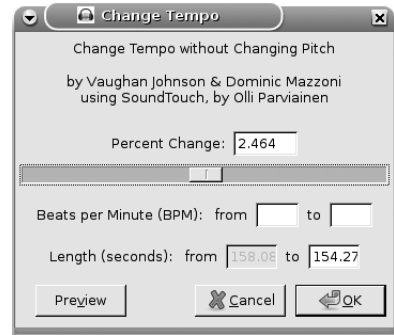 Change Tempo
Change Tempo without Changing Pitch
by Vaughan Johnson & Dominic Mazzoni
using SoundTouch, by Olli Parviainen
Percent Change: 2.464
Beats per Minute (BPM): from to
Length (seconds): from 158.08 to 154.27
Preview Cancel OK